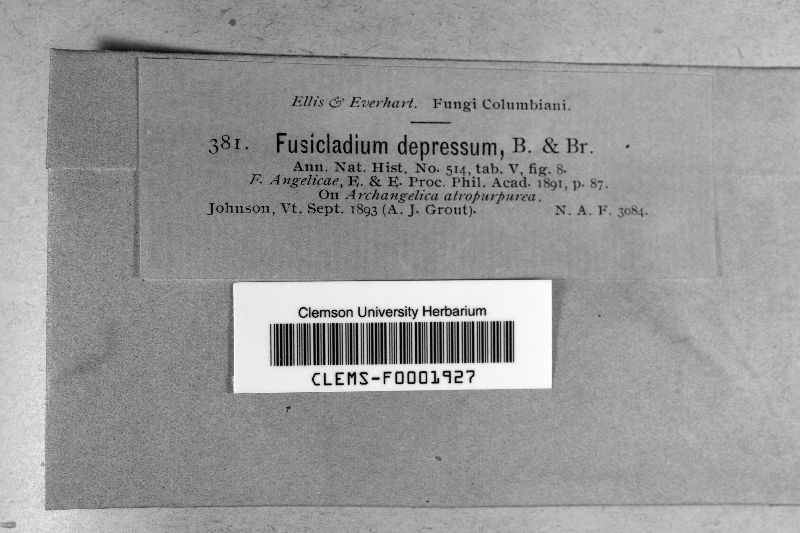 Ellis & Everhart. Fungi Columbiani.
381. Fusicladium depressum, B. & Br.
Ann. Nat. Hist. No. 514, tab. V, fig. 8.
F. Angelicae, E. & E. Proc. Phil. Acad. 1891, p. 87.
On Archangelica atropurpurea.
Johnson, Vt. Sept. 1893 (A. J. Grout). N. A. F. 3084.
Clemson University Herbarium
CLEMS-F0001927